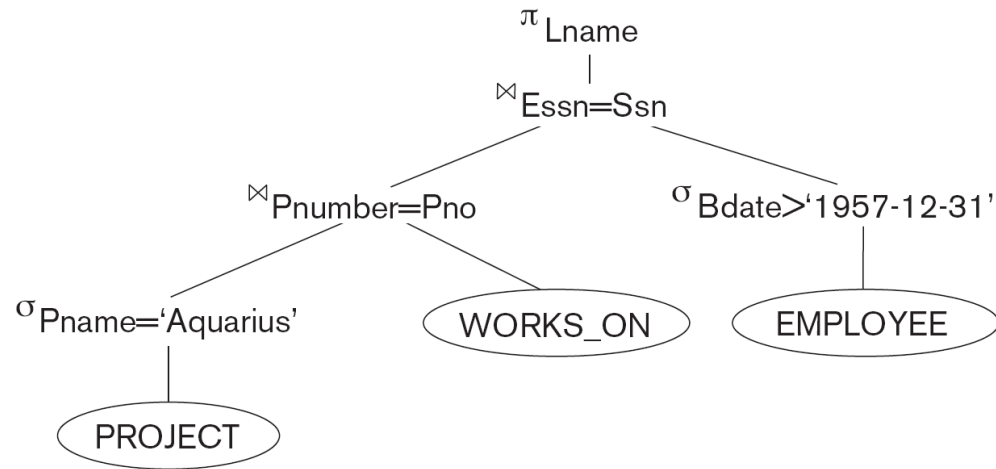 π Lname
⋈ Essn=Ssn
⋈ Pnumber=Pno
σ Bdate>‘1957-12-31’
σ Pname=‘Aquarius’
WORKS_ON
EMPLOYEE
PROJECT